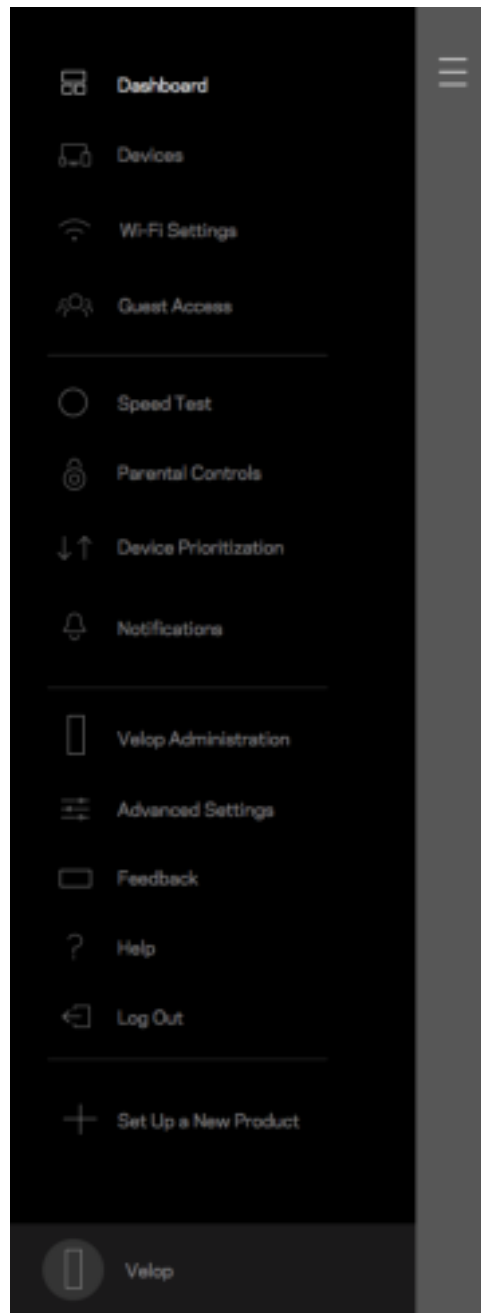 Dashboard
Devices
Wi-Fi Settings
Guest Access
Speed Test
Parental Controls
Device Prioritization
Notifications
Velop Administration
Advanced Settings
Feedback
Help
Log Out
Set Up a New Product
Velop